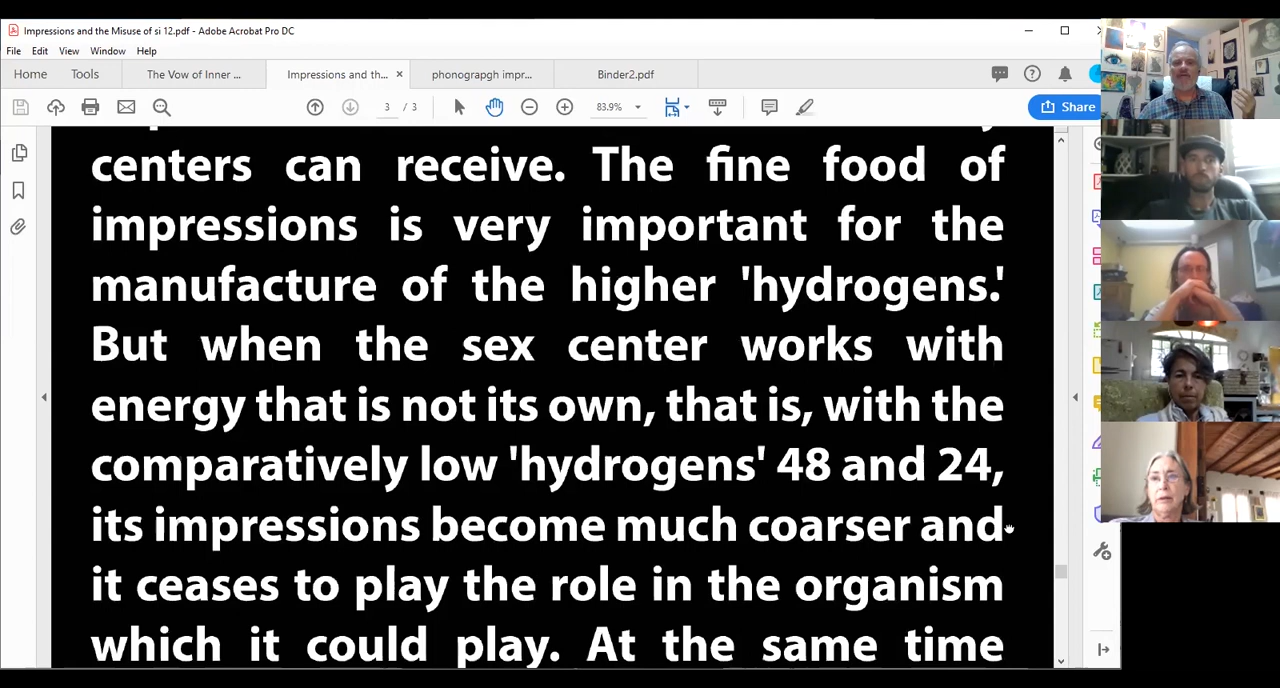 Impressions and the Misuse of si 12.pdf - Adobe Acrobat Pro DC
File Edit View Window Help
Home Tools The Vow of Inner ... Impressions and th... × phonograpgh impr... Binder2.pdf
3 / 3 83.9% Share
centers can receive. The fine food of
impressions is very important for the
manufacture of the higher 'hydrogens.'
But when the sex center works with
energy that is not its own, that is, with the
comparatively low 'hydrogens' 48 and 24,
its impressions become much coarser and
it ceases to play the role in the organism
which it could play. At the same time